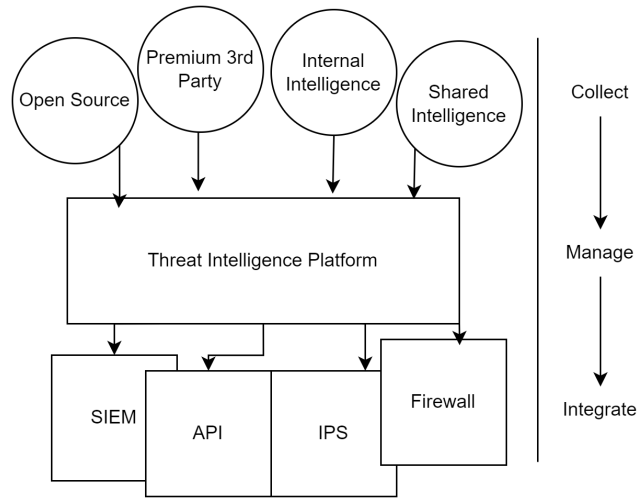 Open Source
Premium 3rd
Party
Internal
Intelligence
Shared
Intelligence
Collect
Threat Intelligence Platform
Manage
SIEM
API
IPS
Firewall
Integrate